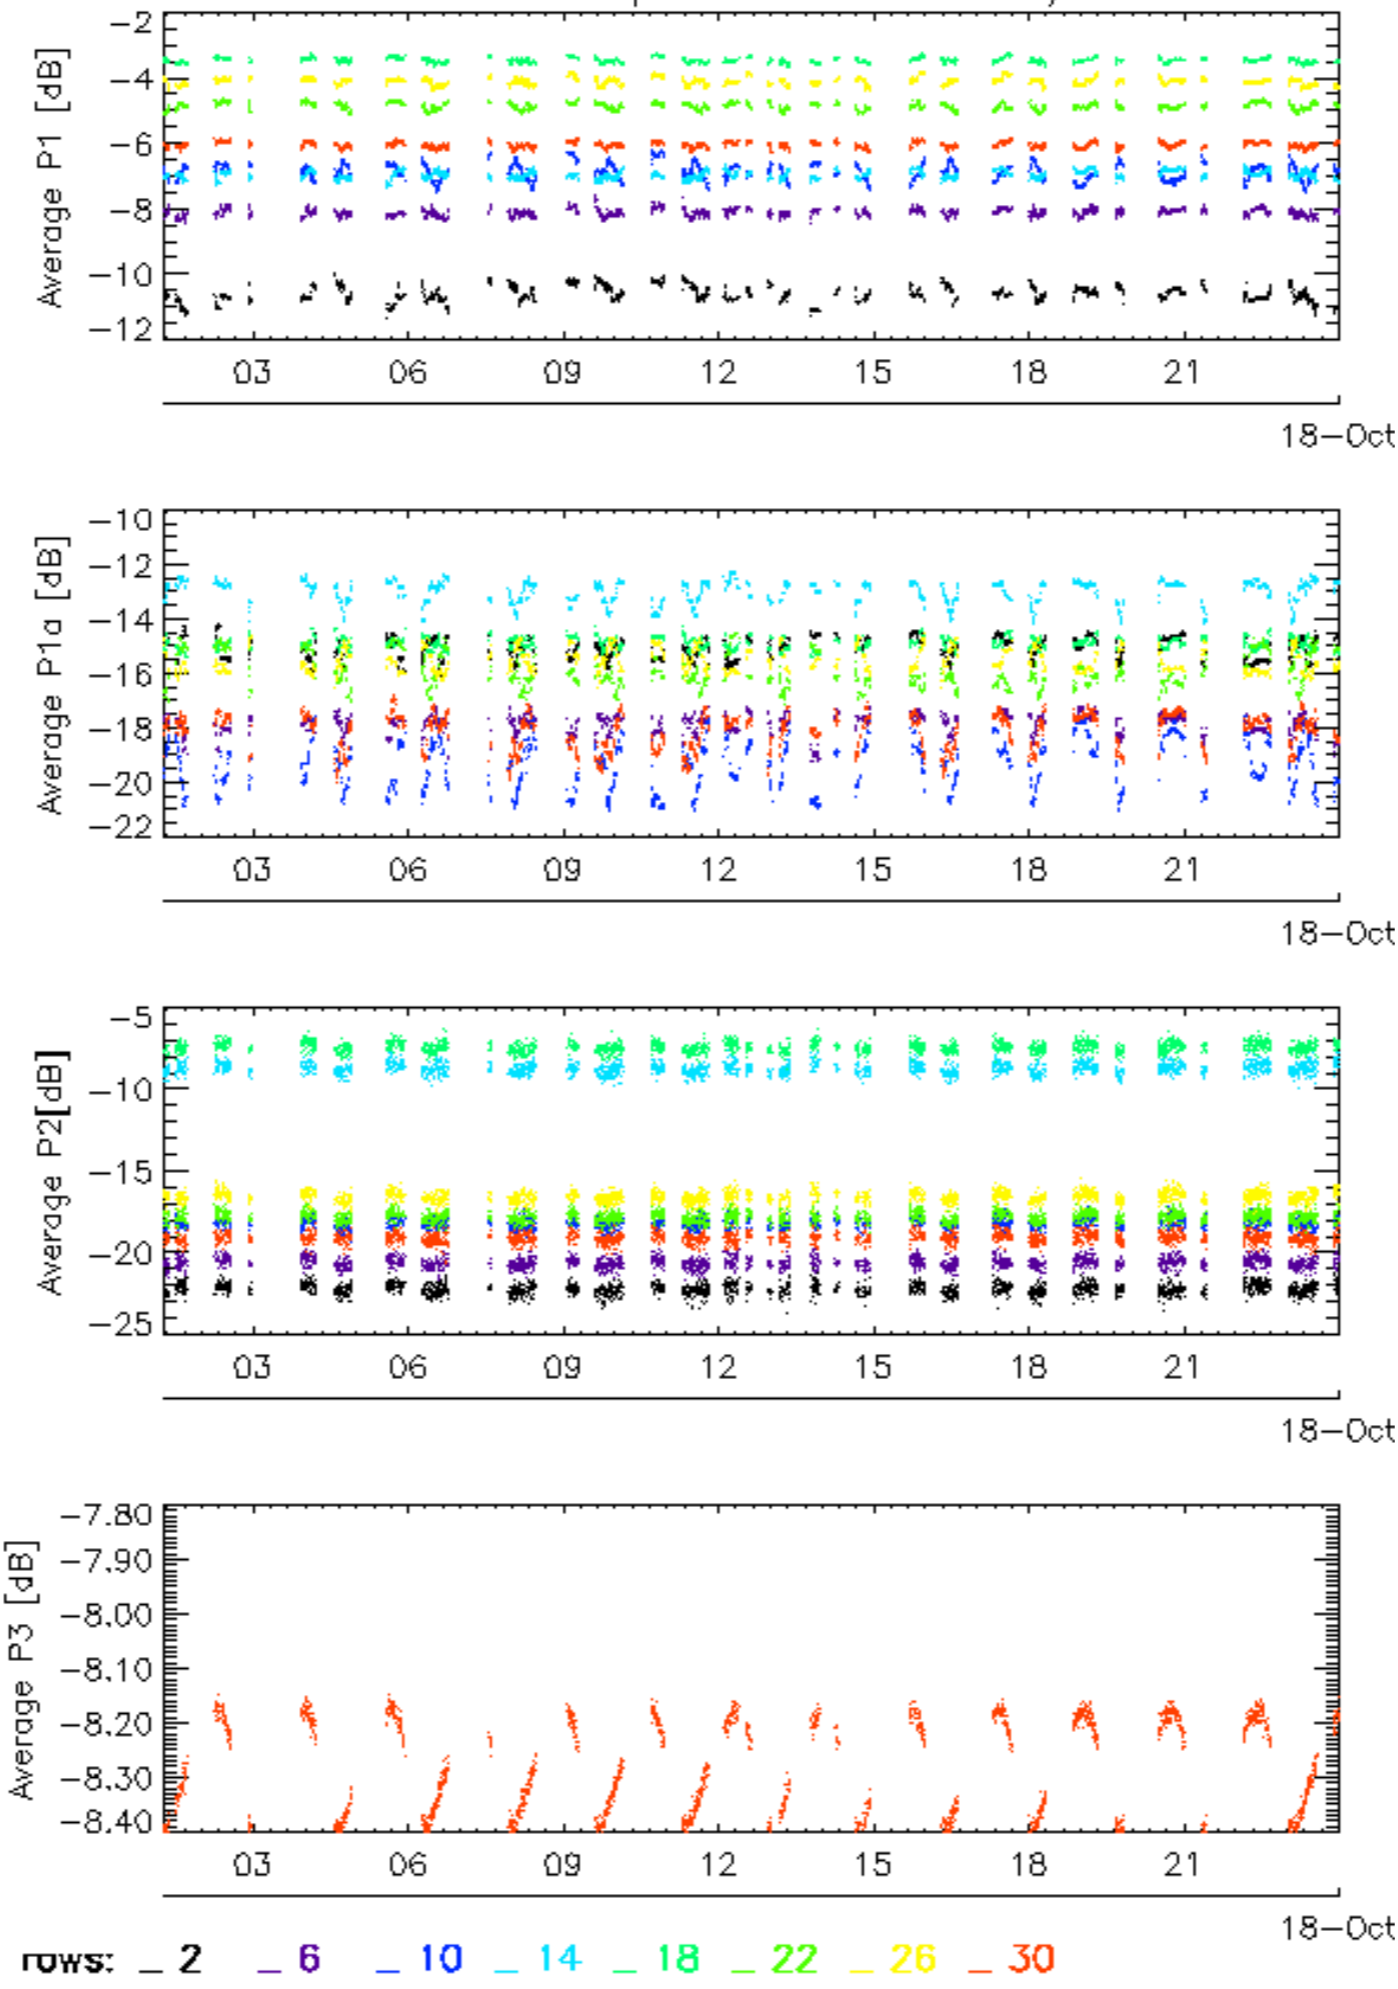 −2
−4
−6
−8
−10
−12
Average P1 [dB]
03 06 09 12 15 18 21
18−Oct
−10
−12
−14
−16
−18
−20
−22
Average P1a [dB]
03 06 09 12 15 18 21
18−Oct
−5
−10
−15
−20
−25
Average P2[dB]
03 06 09 12 15 18 21
18−Oct
−7.80
−7.90
−8.00
−8.10
−8.20
−8.30
−8.40
Average P3 [dB]
03 06 09 12 15 18 21
18−Oct
rows: _ 2 _ 6 _ 10 _ 14 _ 18 _ 22 _ 26 _ 30